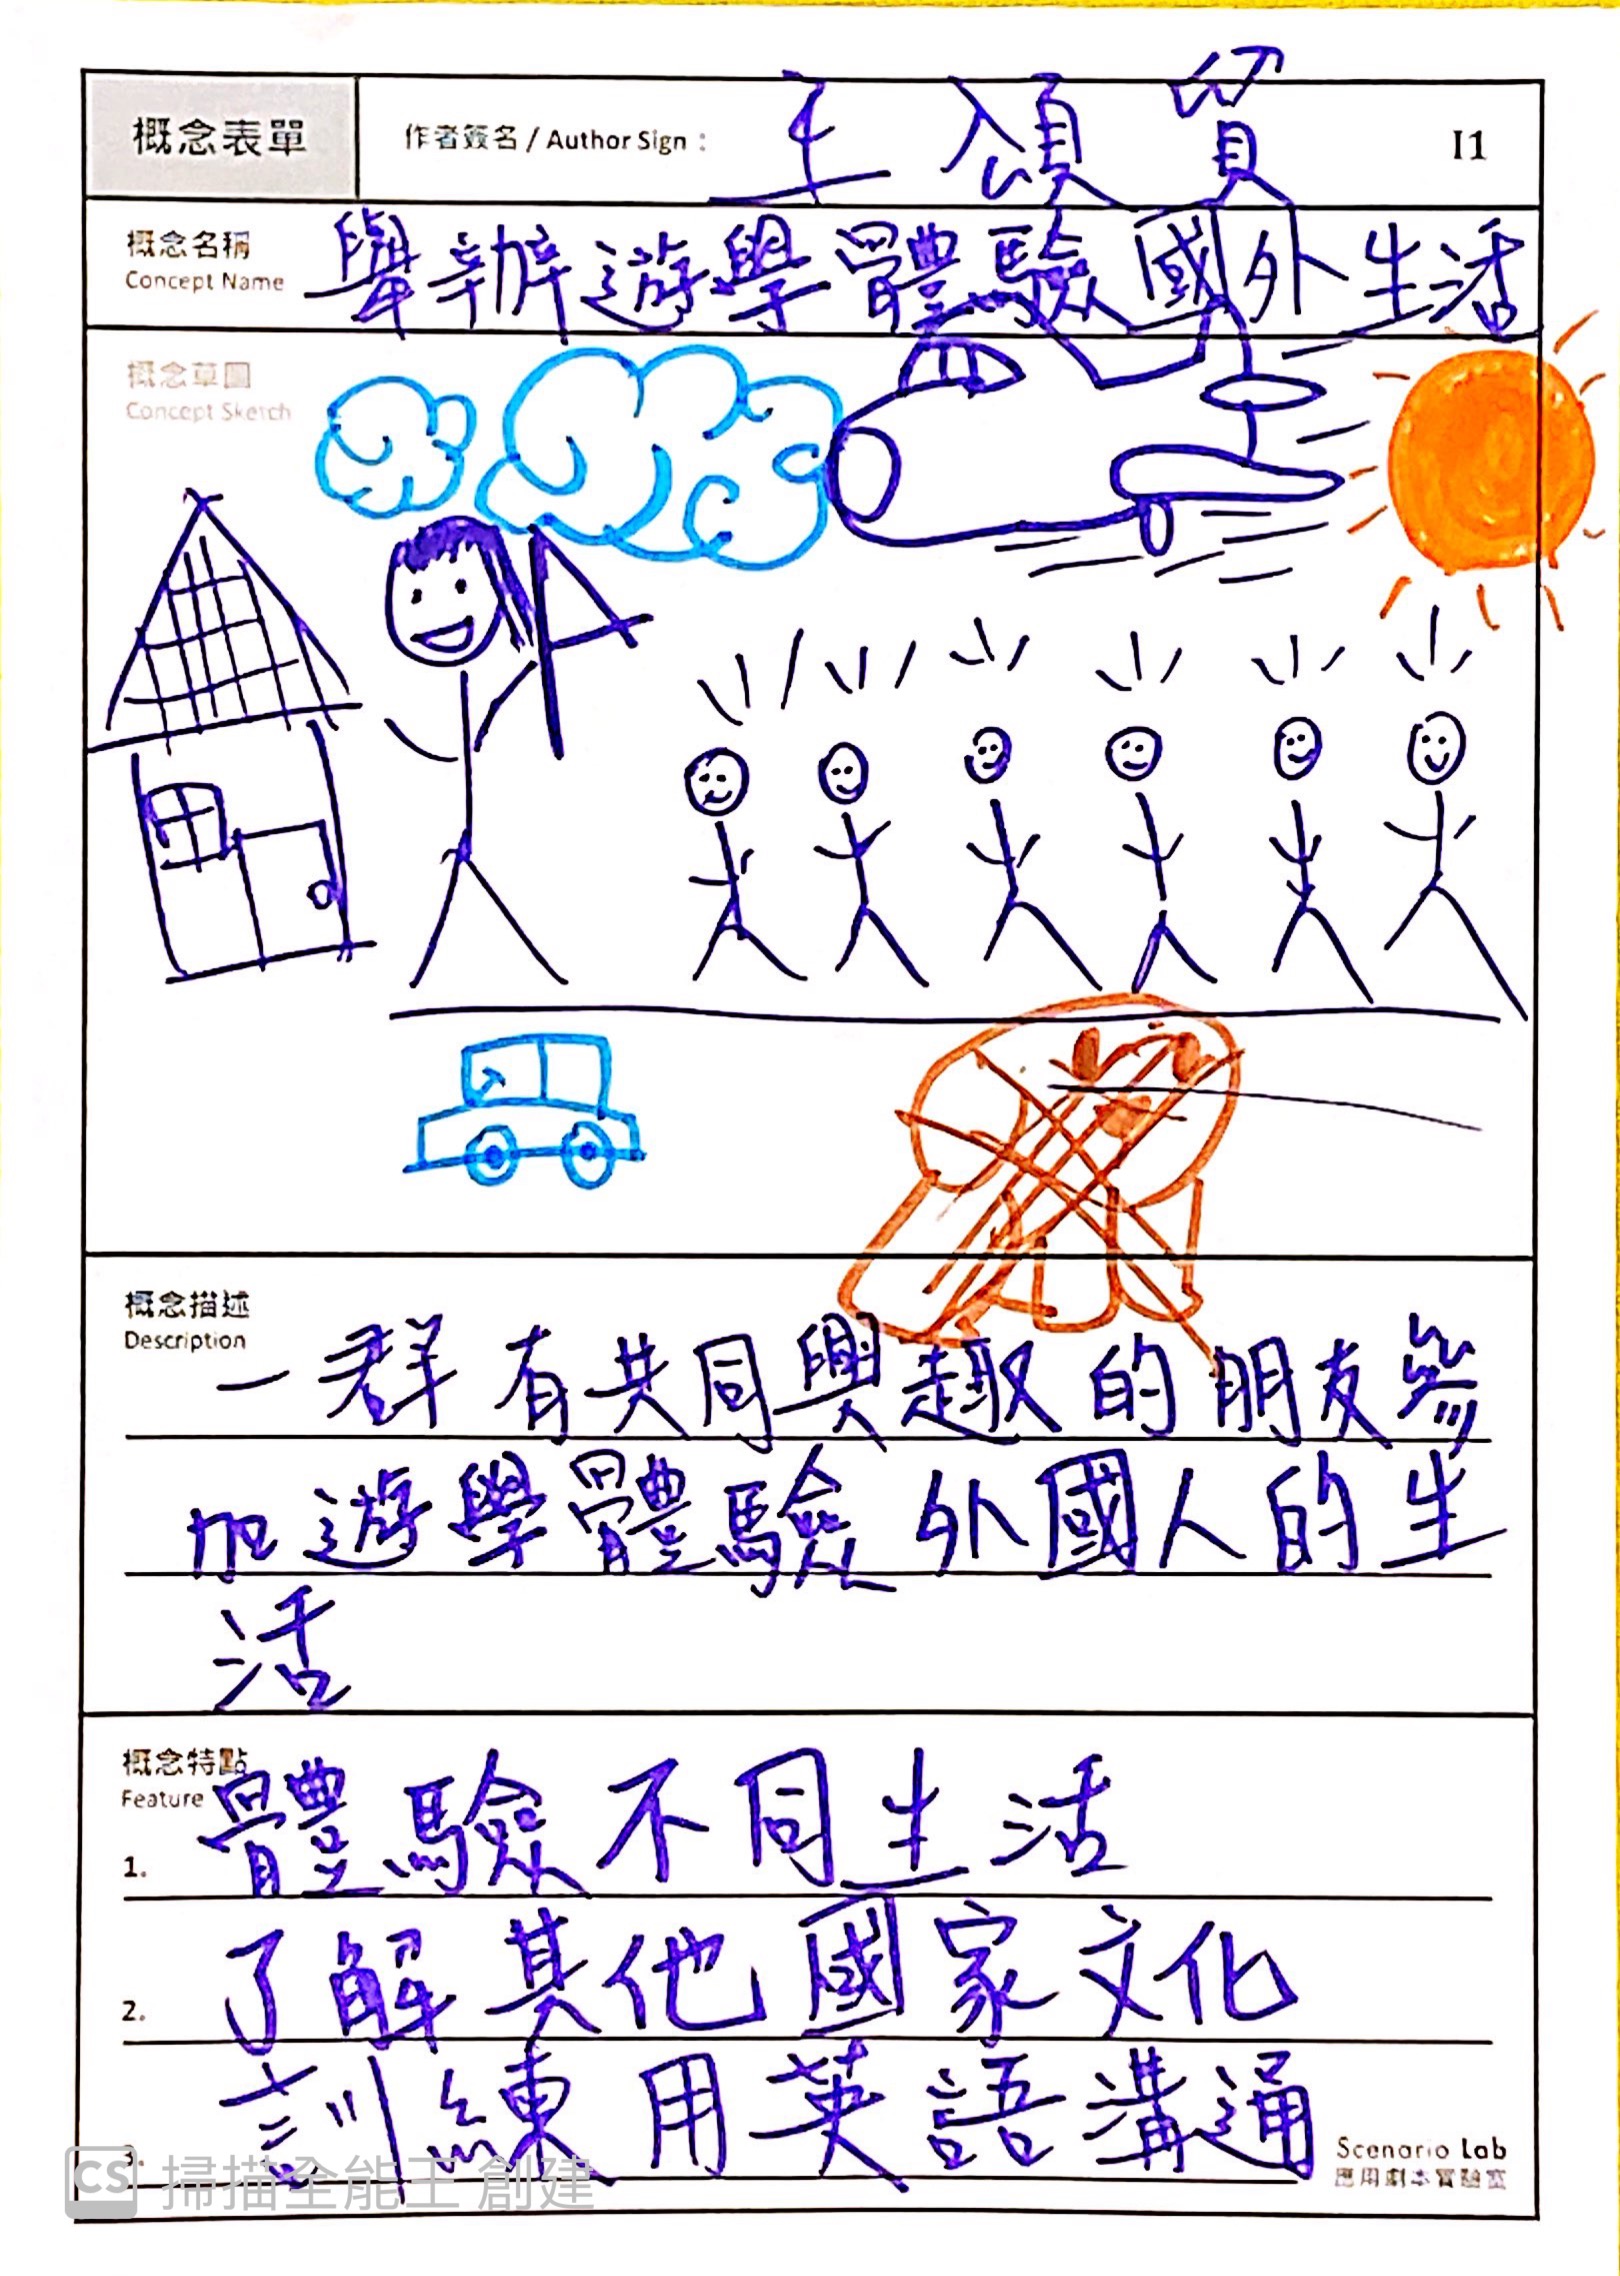 概念表單
作者簽名 / Author Sign : 王頌貿
I1
概念名稱
Concept Name
舉辦遊學體驗國外生活
概念草圖
Concept Sketch
概念描述
Description
一群有共同興趣的朋友參
加遊學體驗外國人的生
活
概念特點
Feature
1. 體驗不同生活
2. 了解其他國家文化
3. 訓練用英語溝通
Scenario Lab
應用劇本實驗室
CS 掃描全能王 創建